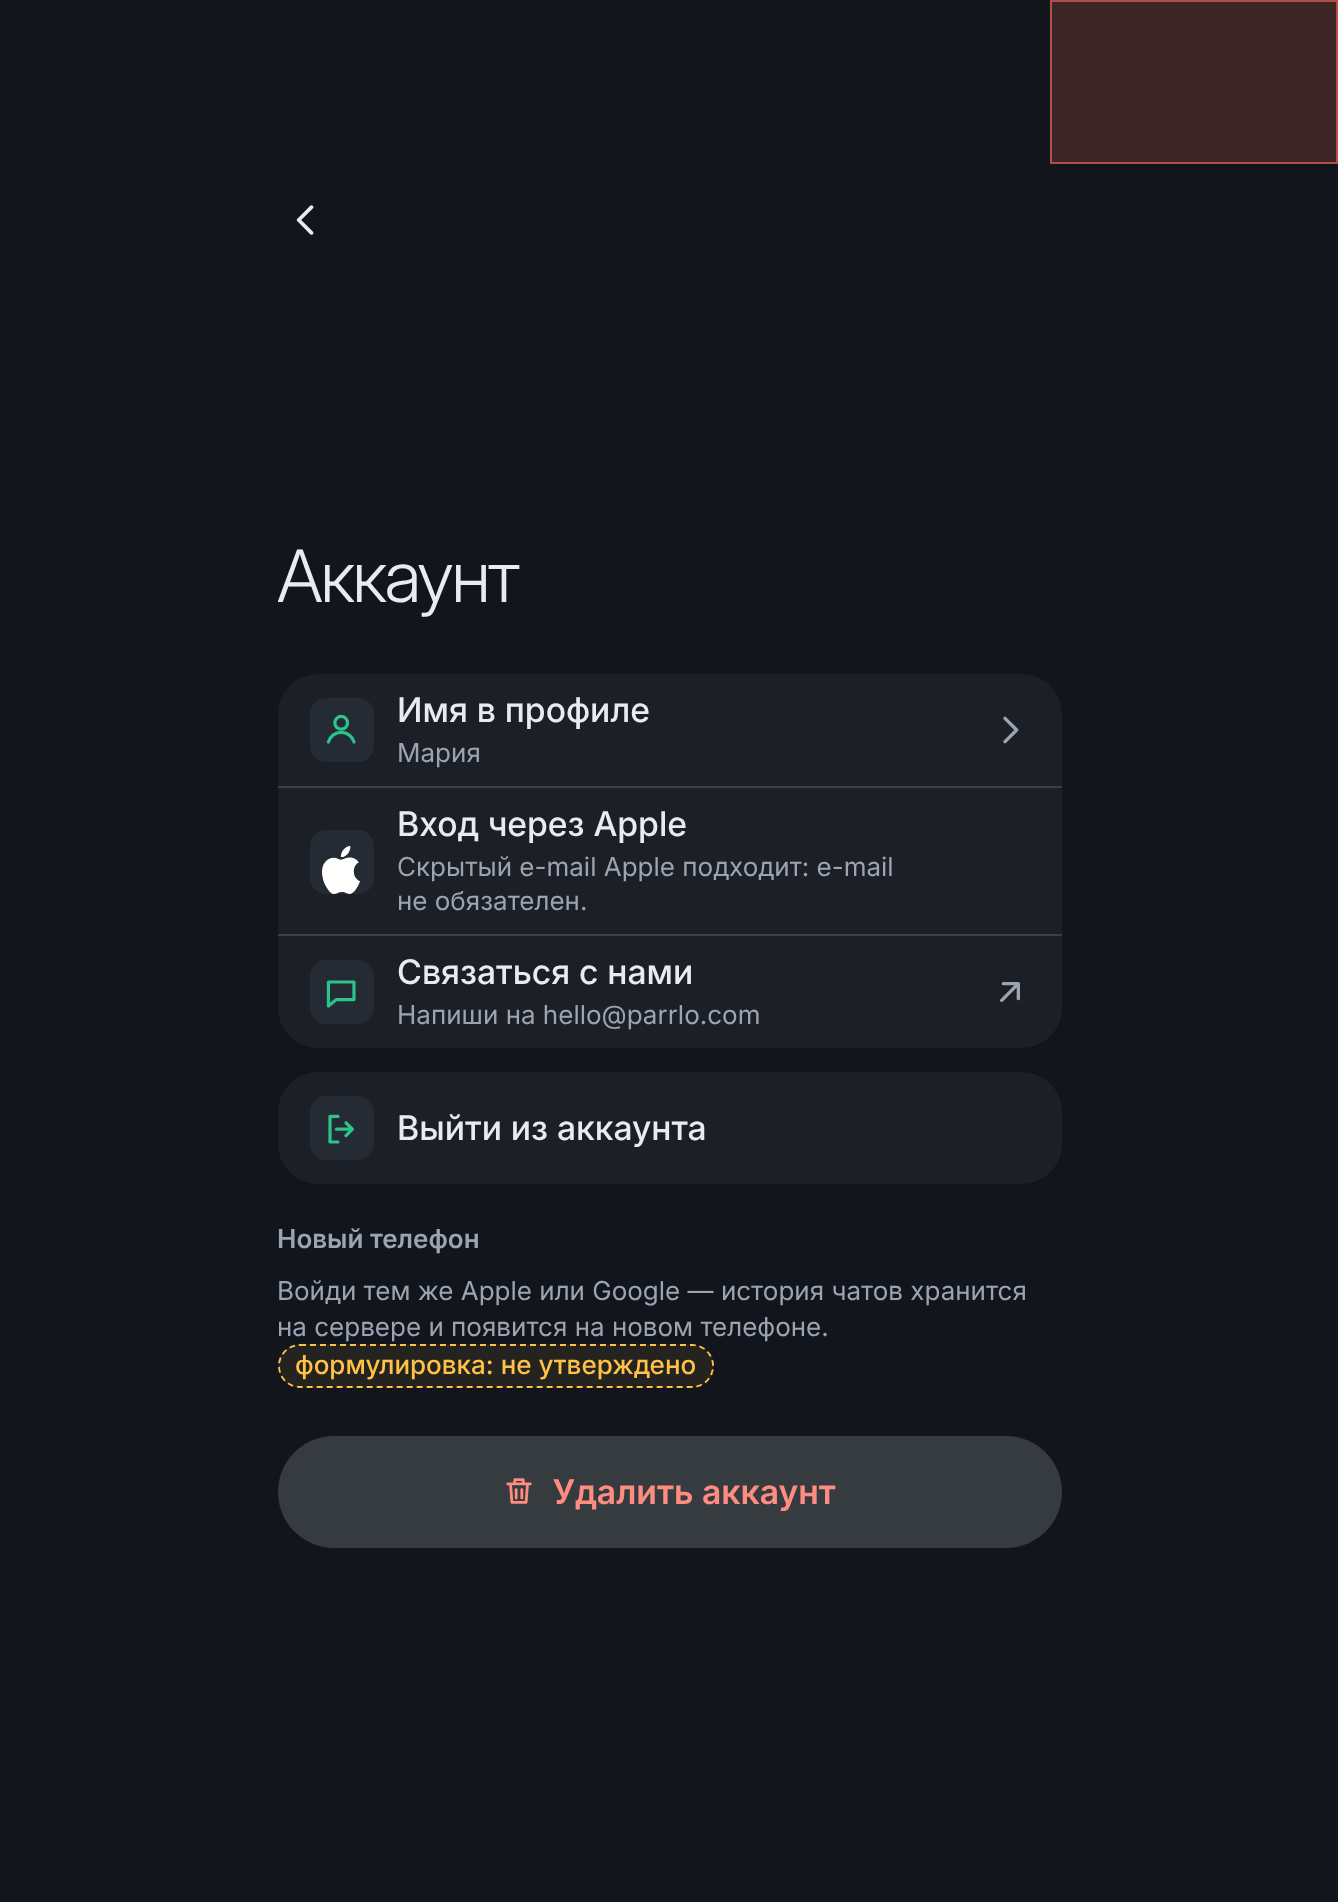 Аккаунт
Имя в профиле
Мария
Вход через Apple
Скрытый e-mail Apple подходит: e-mail
не обязателен.
Связаться с нами
Напиши на hello@parrlo.com
Выйти из аккаунта
Новый телефон
Войди тем же Apple или Google — история чатов хранится
на сервере и появится на новом телефоне.
формулировка: не утверждено
Удалить аккаунт